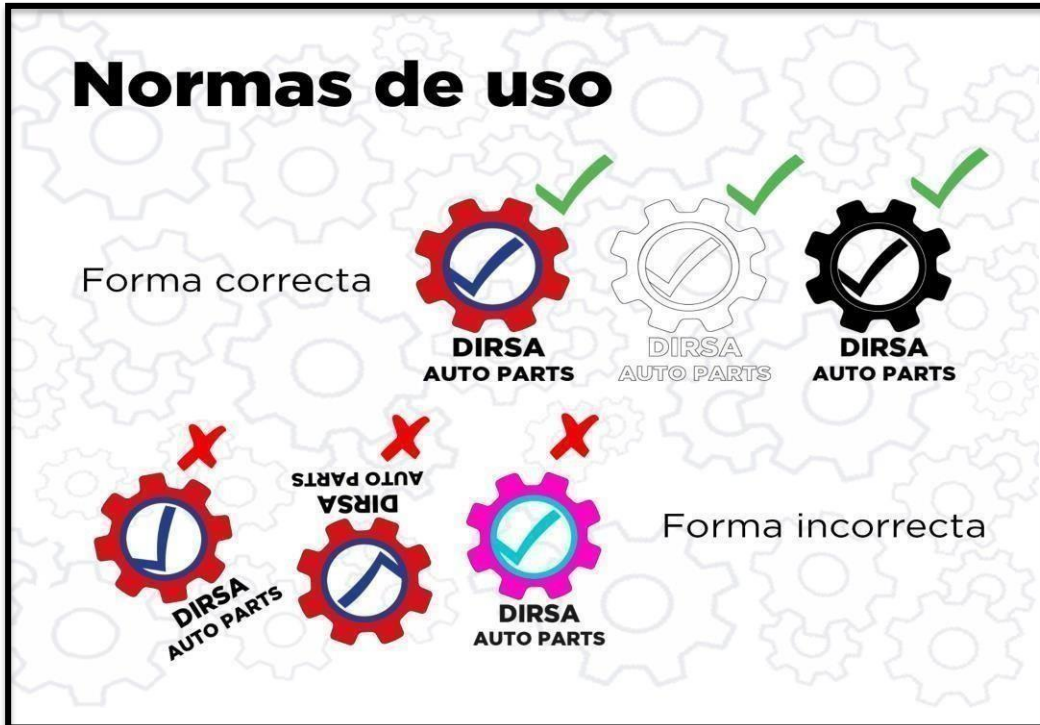 Normas de uso
Forma correcta
DIRSA
AUTO PARTS
DIRSA
AUTO PARTS
DIRSA
AUTO PARTS
DIRSA
AUTO PARTS
AUTO PARTS
DIRSA
DIRSA
AUTO PARTS
Forma incorrecta